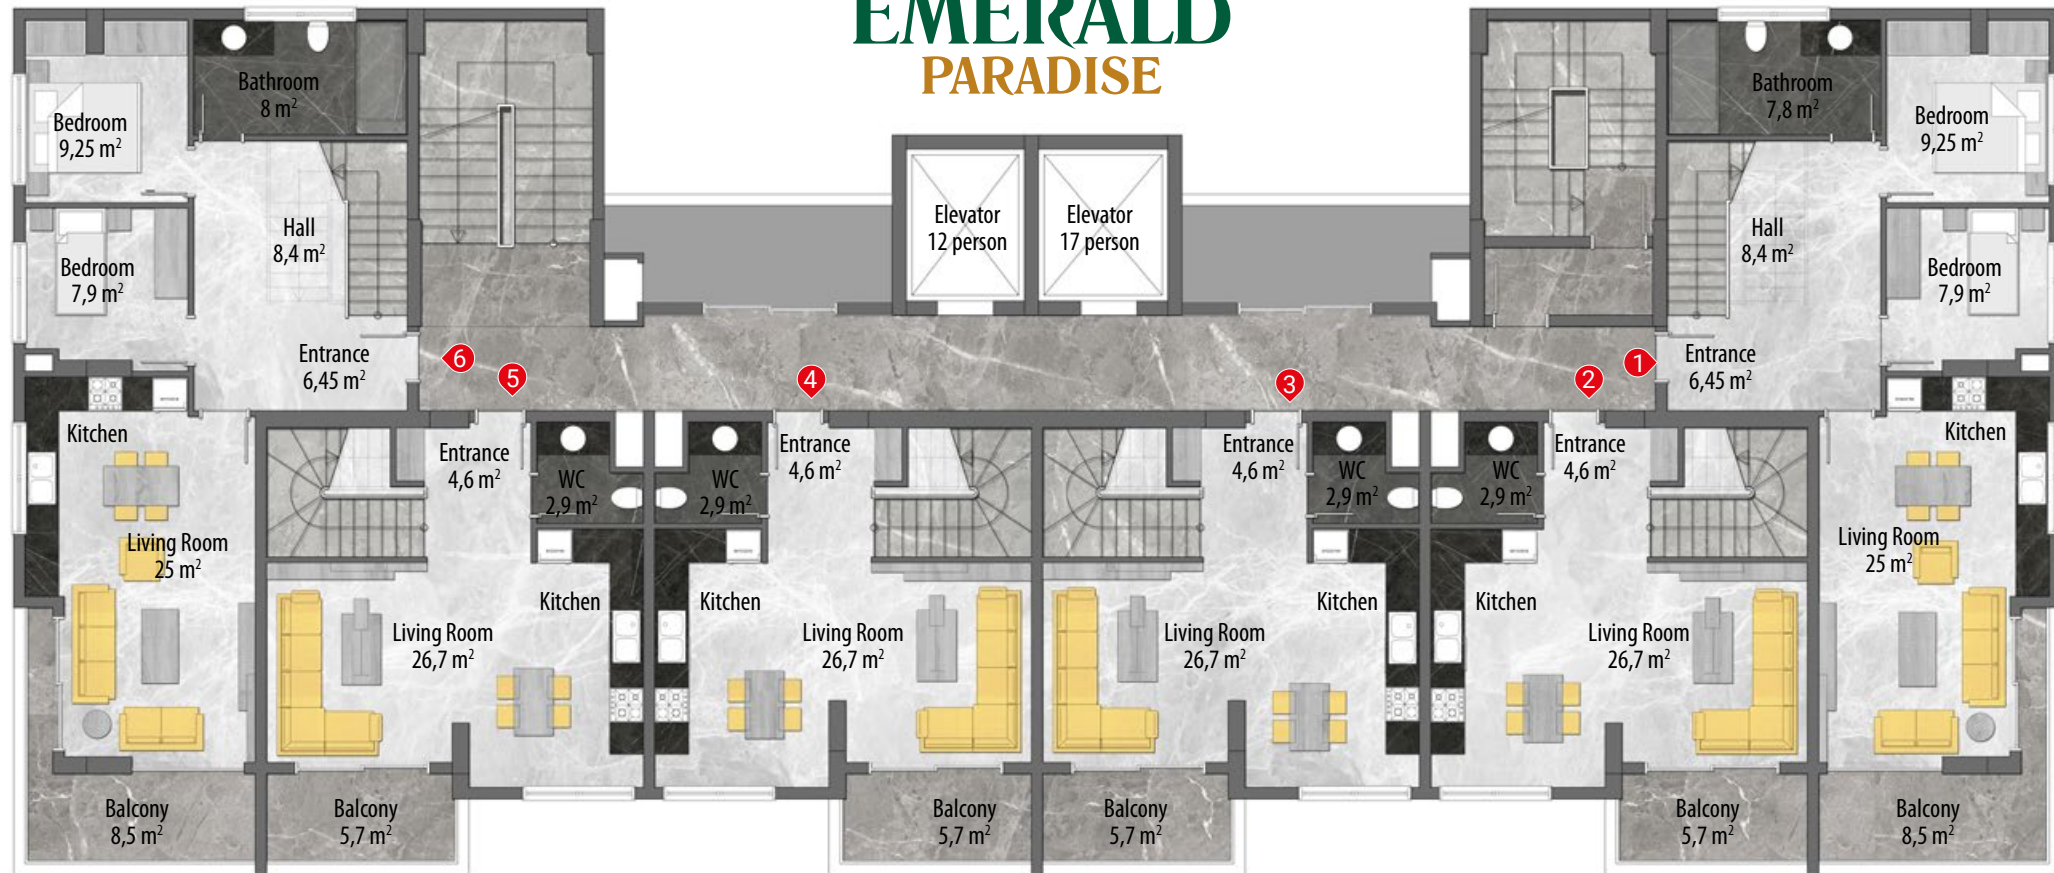 EMERALD
PARADISE
Bathroom
8 m²
Bedroom
9,25 m²
Hall
8,4 m²
Bedroom
7,9 m²
Entrance
6,45 m²
Kitchen
Living Room
25 m²
Balcony
8,5 m²
Elevator
12 person
Elevator
17 person
Bathroom
7,8 m²
Bedroom
9,25 m²
Hall
8,4 m²
Bedroom
7,9 m²
Entrance
6,45 m²
Kitchen
Living Room
25 m²
Balcony
8,5 m²
6
5
4
3
2
1
Entrance
4,6 m²
WC
2,9 m²
Kitchen
Living Room
26,7 m²
Balcony
5,7 m²
WC
2,9 m²
Entrance
4,6 m²
Kitchen
Living Room
26,7 m²
Balcony
5,7 m²
Entrance
4,6 m²
WC
2,9 m²
Kitchen
Living Room
26,7 m²
Balcony
5,7 m²
WC
2,9 m²
Entrance
4,6 m²
Kitchen
Living Room
26,7 m²
Balcony
5,7 m²